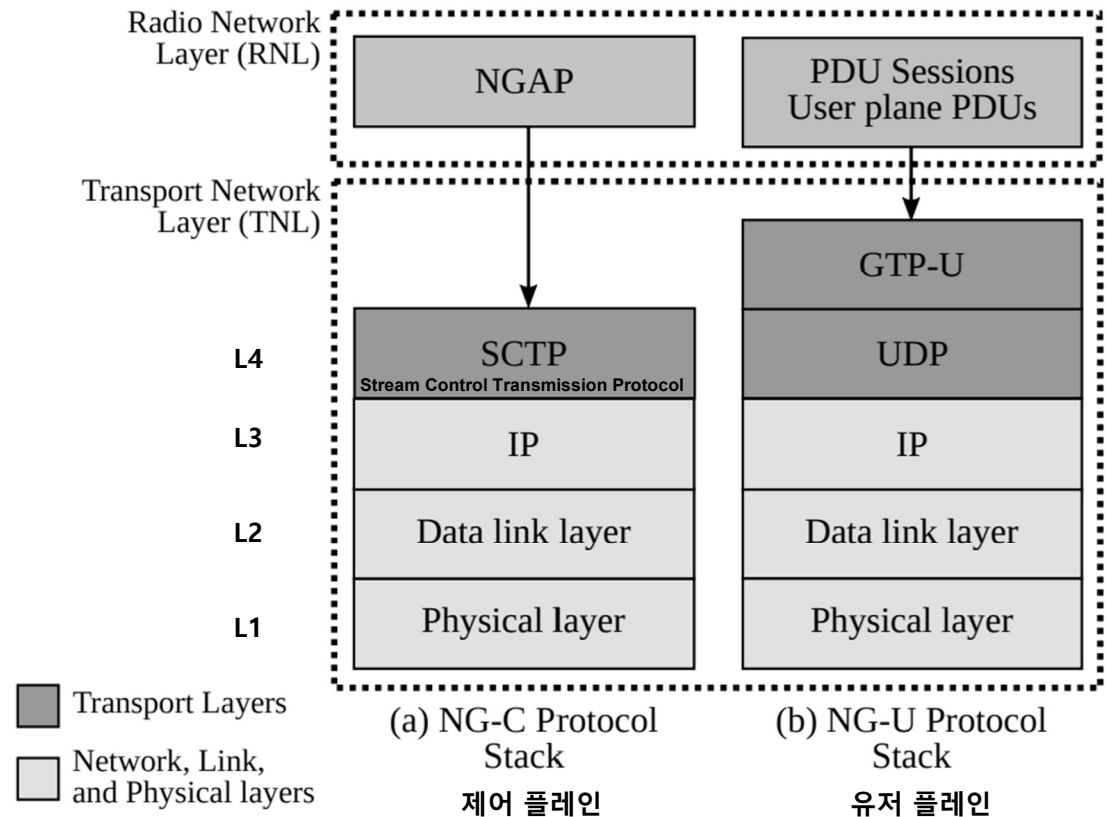 Radio Network
Layer (RNL)
NGAP
PDU Sessions
User plane PDUs
Transport Network
Layer (TNL)
GTP-U
L4
SCTP
Stream Control Transmission Protocol
UDP
L3
IP
IP
L2
Data link layer
Data link layer
L1
Physical layer
Physical layer
Transport Layers
Network, Link,
and Physical layers
(a) NG-C Protocol
Stack
제어 플레인
(b) NG-U Protocol
Stack
유저 플레인